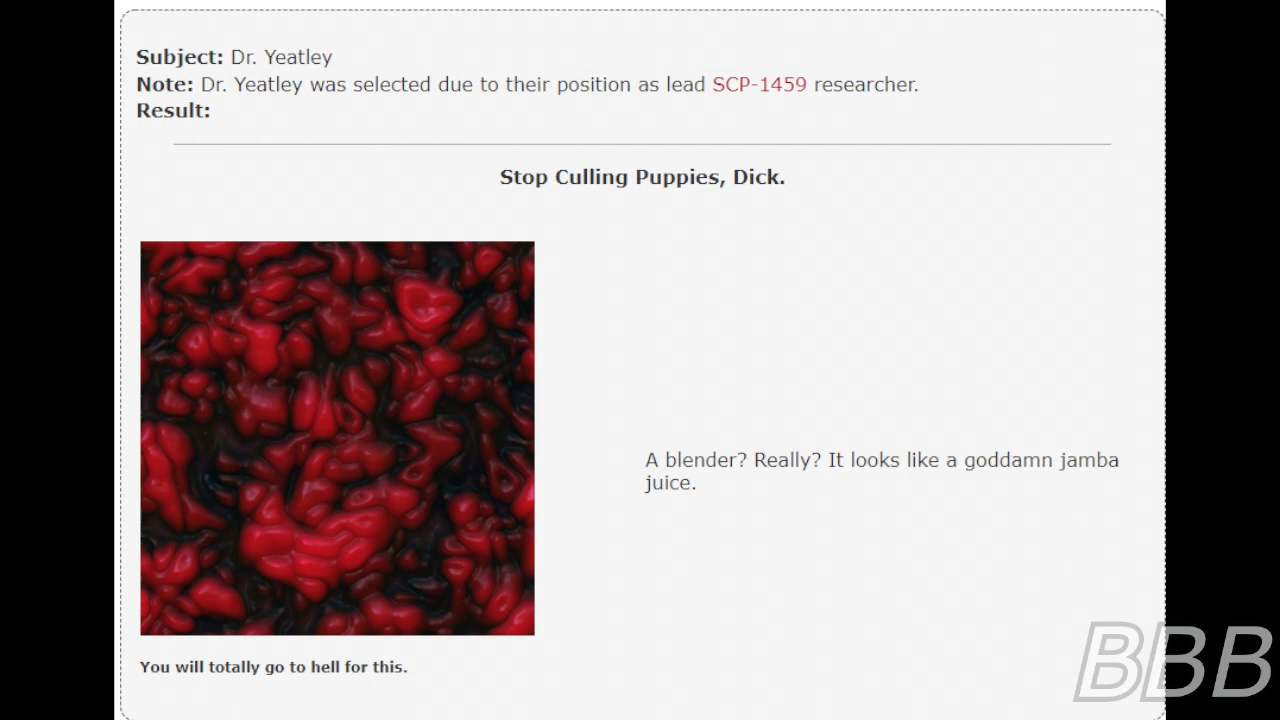 Subject: Dr. Yeatley
Note: Dr. Yeatley was selected due to their position as lead SCP-1459 researcher.
Result:
Stop Culling Puppies, Dick.
A blender? Really? It looks like a goddamn jamba
juice.
You will totally go to hell for this.
BBB